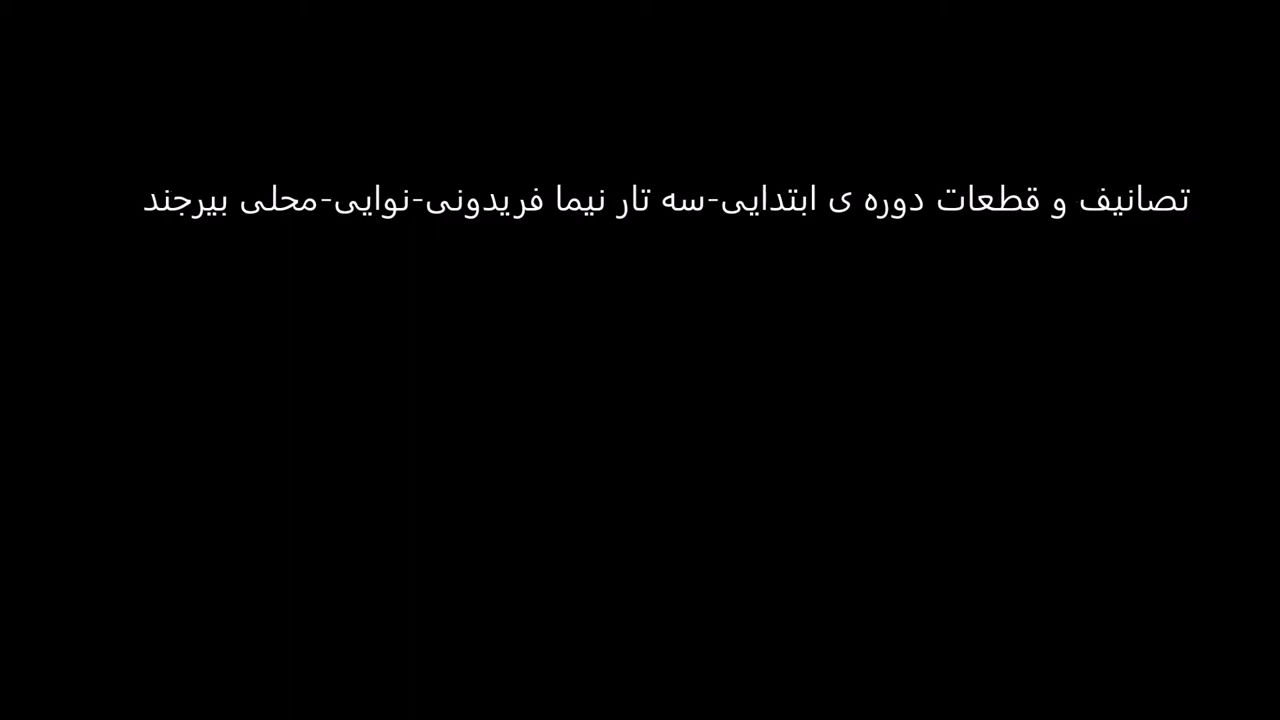 تصانیف و قطعات دوره ی ابتدایی-سه تار نیما فریدونی-نوایی-محلی بیرجند